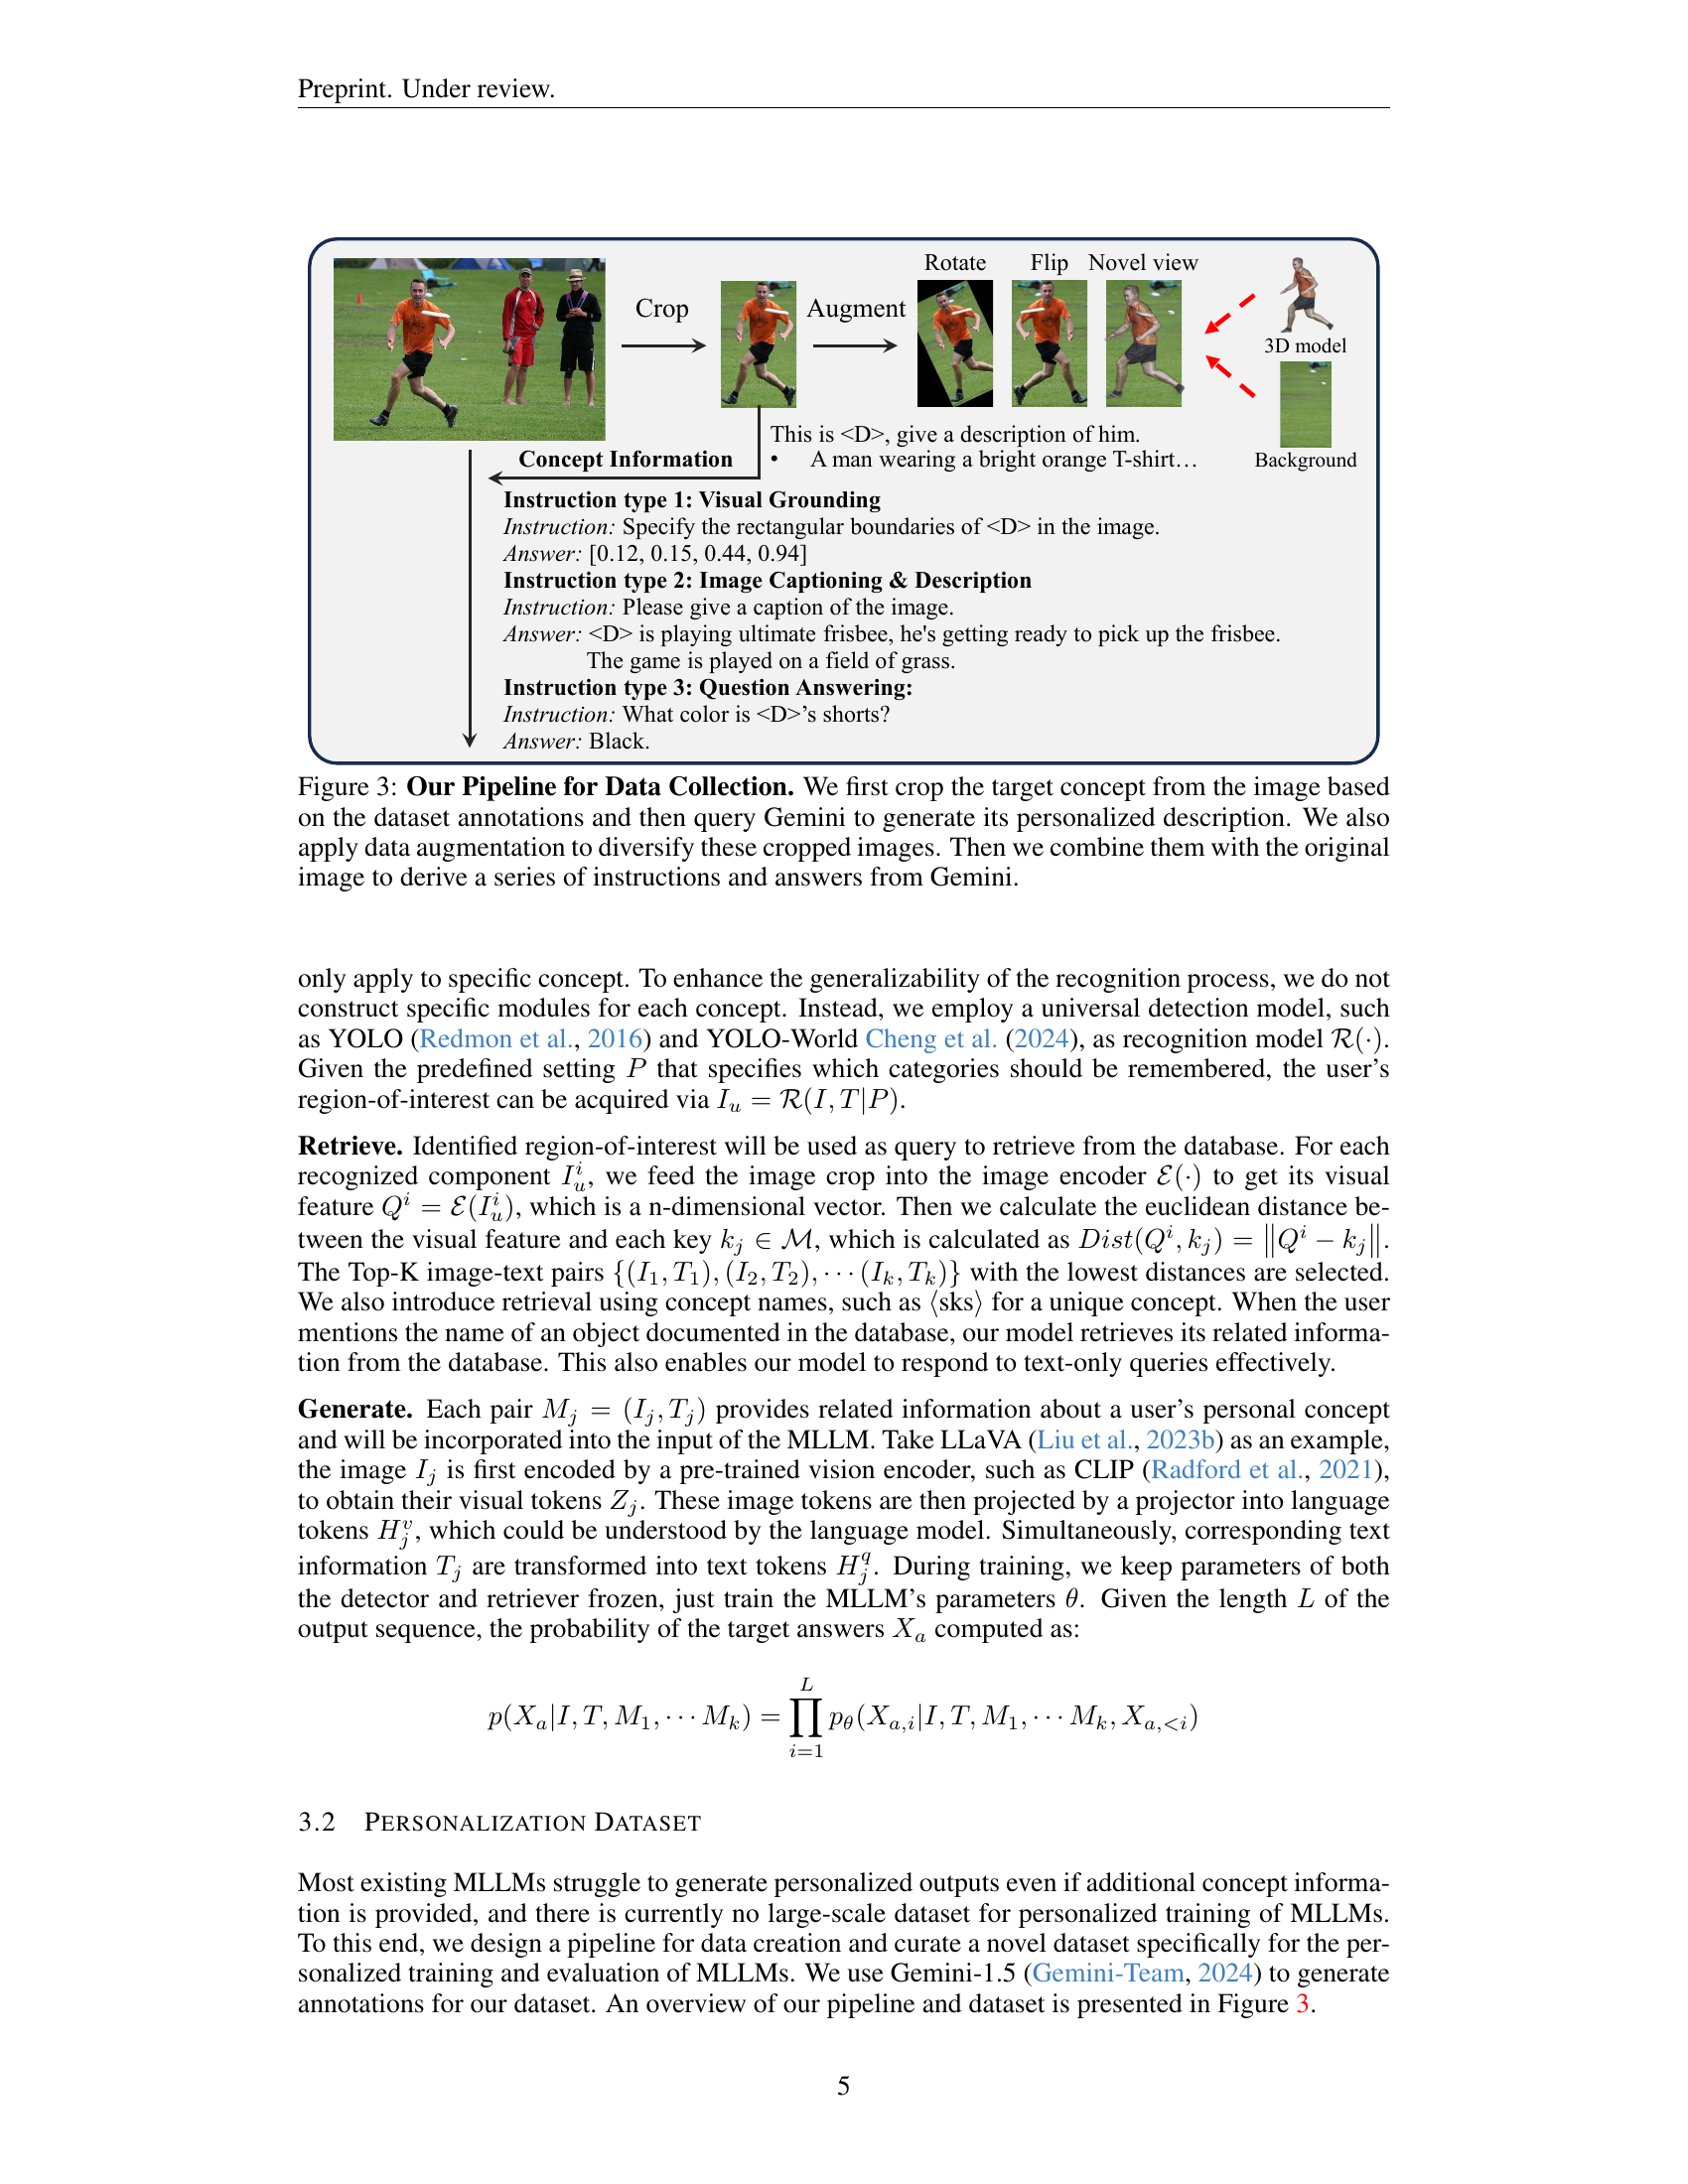 Preprint. Under review.
Rotate Flip Novel view
Crop Augment
3D model
This is <D>, give a description of him.
Concept Information • A man wearing a bright orange T-shirt… Background
Instruction type 1: Visual Grounding
Instruction: Specify the rectangular boundaries of <D> in the image.
Answer: [0.12, 0.15, 0.44, 0.94]
Instruction type 2: Image Captioning & Description
Instruction: Please give a caption of the image.
Answer: <D> is playing ultimate frisbee, he's getting ready to pick up the frisbee.
The game is played on a field of grass.
Instruction type 3: Question Answering:
Instruction: What color is <D>’s shorts?
Answer: Black.
Figure 3: Our Pipeline for Data Collection. We first crop the target concept from the image based
on the dataset annotations and then query Gemini to generate its personalized description. We also
apply data augmentation to diversify these cropped images. Then we combine them with the original
image to derive a series of instructions and answers from Gemini.
only apply to specific concept. To enhance the generalizability of the recognition process, we do not
construct specific modules for each concept. Instead, we employ a universal detection model, such
as YOLO (Redmon et al., 2016) and YOLO-World Cheng et al. (2024), as recognition model R(·).
Given the predefined setting P that specifies which categories should be remembered, the user’s
region-of-interest can be acquired via I_u = R(I, T|P).
Retrieve. Identified region-of-interest will be used as query to retrieve from the database. For each
recognized component I_u^i, we feed the image crop into the image encoder E(·) to get its visual
feature Q^i = E(I_u^i), which is a n-dimensional vector. Then we calculate the euclidean distance be-
tween the visual feature and each key k_j ∈ M, which is calculated as Dist(Q^i, k_j) = ‖Q^i − k_j‖.
The Top-K image-text pairs {(I_1, T_1), (I_2, T_2), ··· (I_k, T_k)} with the lowest distances are selected.
We also introduce retrieval using concept names, such as ⟨sks⟩ for a unique concept. When the user
mentions the name of an object documented in the database, our model retrieves its related informa-
tion from the database. This also enables our model to respond to text-only queries effectively.
Generate. Each pair M_j = (I_j, T_j) provides related information about a user’s personal concept
and will be incorporated into the input of the MLLM. Take LLaVA (Liu et al., 2023b) as an example,
the image I_j is first encoded by a pre-trained vision encoder, such as CLIP (Radford et al., 2021),
to obtain their visual tokens Z_j. These image tokens are then projected by a projector into language
tokens H_j^v, which could be understood by the language model. Simultaneously, corresponding text
information T_j are transformed into text tokens H_j^q. During training, we keep parameters of both
the detector and retriever frozen, just train the MLLM’s parameters θ. Given the length L of the
output sequence, the probability of the target answers X_a computed as:
p(X_a|I, T, M_1, ··· M_k) = ∏_{i=1}^{L} p_θ(X_{a,i}|I, T, M_1, ··· M_k, X_{a,<i})
3.2 PERSONALIZATION DATASET
Most existing MLLMs struggle to generate personalized outputs even if additional concept informa-
tion is provided, and there is currently no large-scale dataset for personalized training of MLLMs.
To this end, we design a pipeline for data creation and curate a novel dataset specifically for the per-
sonalized training and evaluation of MLLMs. We use Gemini-1.5 (Gemini-Team, 2024) to generate
annotations for our dataset. An overview of our pipeline and dataset is presented in Figure 3.
5